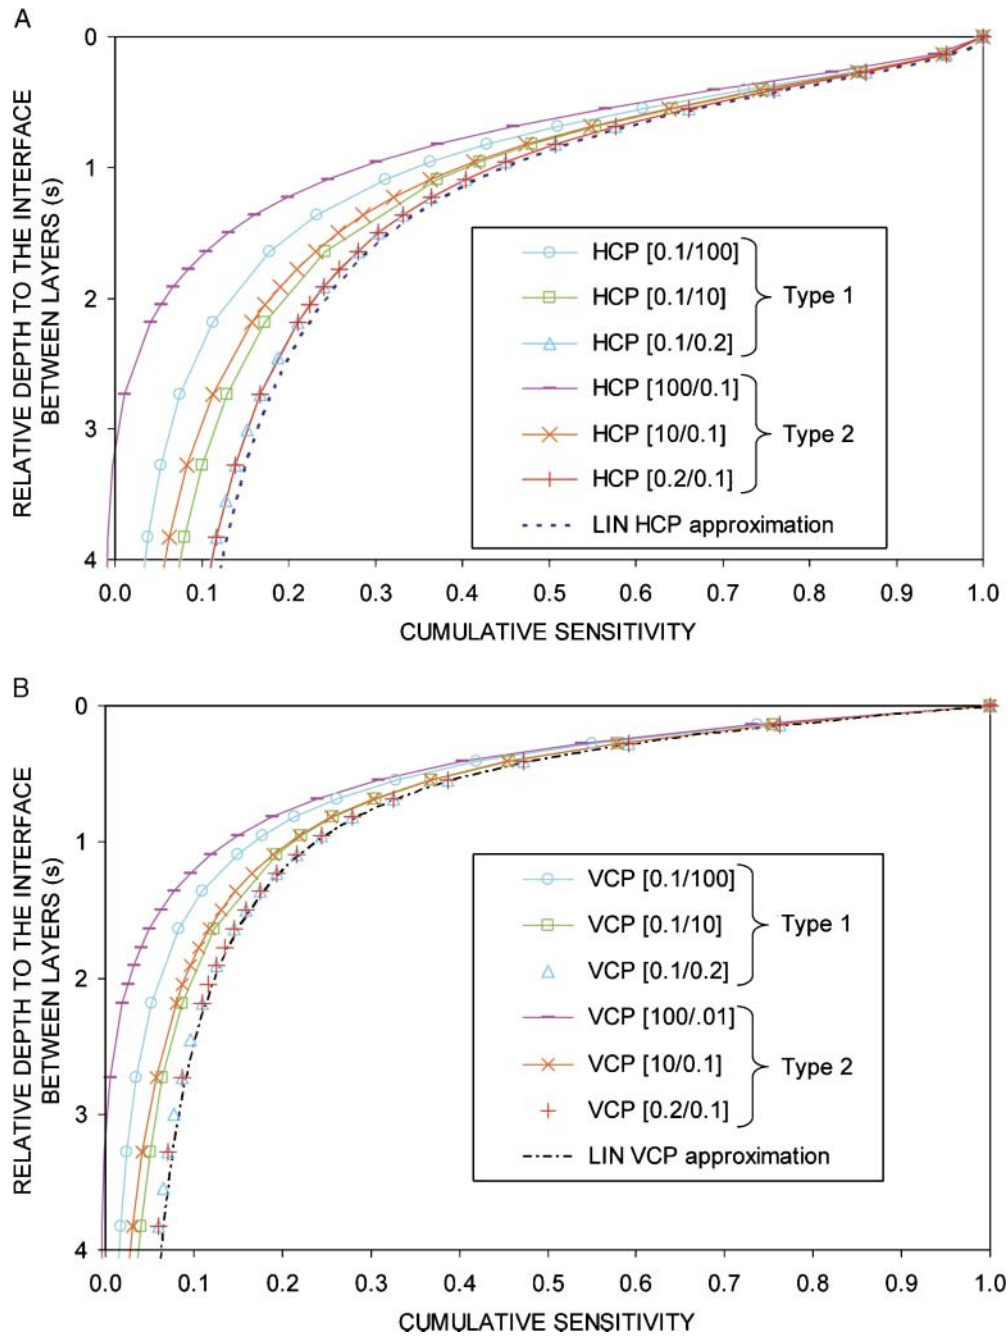 A
0
1
2
3
4
RELATIVE DEPTH TO THE INTERFACE
BETWEEN LAYERS (s)
HCP [0.1/100]
HCP [0.1/10]
HCP [0.1/0.2]
Type 1
HCP [100/0.1]
HCP [10/0.1]
HCP [0.2/0.1]
Type 2
LIN HCP approximation
0.0 0.1 0.2 0.3 0.4 0.5 0.6 0.7 0.8 0.9 1.0
CUMULATIVE SENSITIVITY
B
0
1
2
3
4
RELATIVE DEPTH TO THE INTERFACE
BETWEEN LAYERS (s)
VCP [0.1/100]
VCP [0.1/10]
VCP [0.1/0.2]
Type 1
VCP [100/.01]
VCP [10/0.1]
VCP [0.2/0.1]
Type 2
LIN VCP approximation
0.0 0.1 0.2 0.3 0.4 0.5 0.6 0.7 0.8 0.9 1.0
CUMULATIVE SENSITIVITY